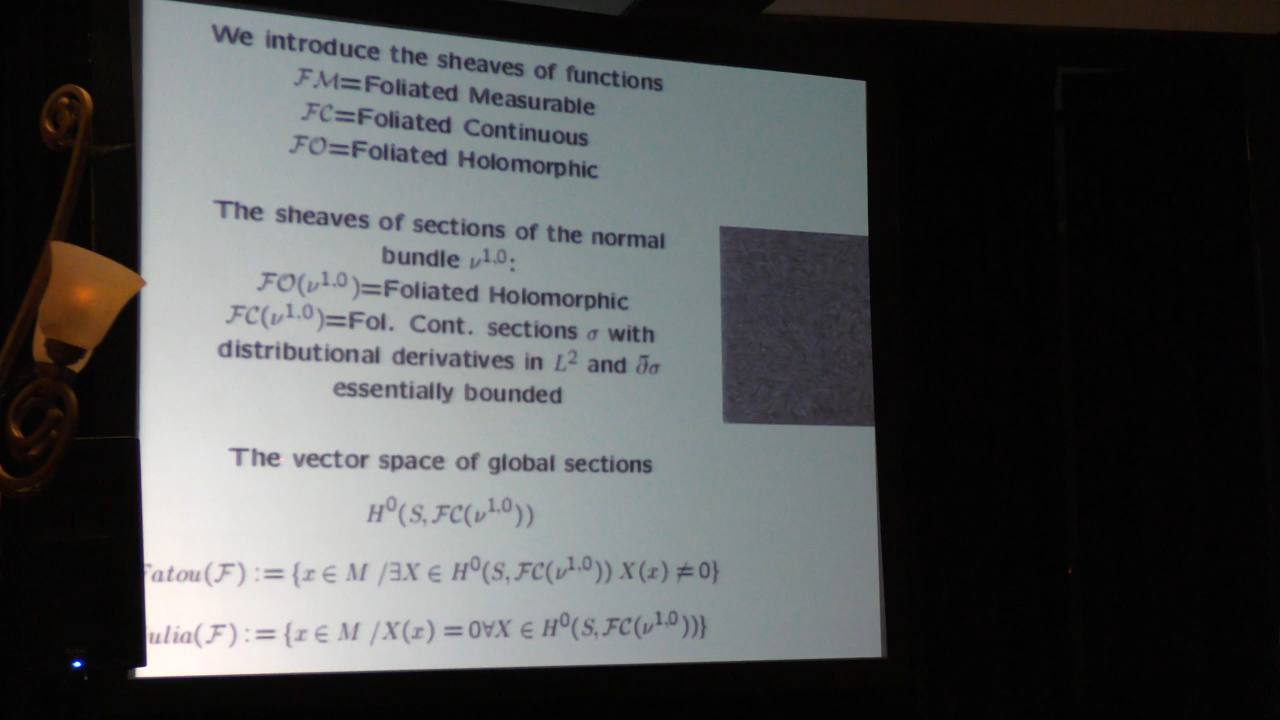 We introduce the sheaves of functions
ℱℳ=Foliated Measurable
ℱ𝒞=Foliated Continuous
ℱ𝒪=Foliated Holomorphic
The sheaves of sections of the normal
bundle ν^{1,0}:
ℱ𝒪(ν^{1,0})=Foliated Holomorphic
ℱ𝒞(ν^{1,0})=Fol. Cont. sections σ with
distributional derivatives in L² and ∂̄σ
essentially bounded
The vector space of global sections
H⁰(S, ℱ𝒞(ν^{1,0}))
atou(ℱ) := {x ∈ M /∃X ∈ H⁰(S, ℱ𝒞(ν^{1,0})) X(x) ≠ 0}
ulia(ℱ) := {x ∈ M /X(x) = 0∀X ∈ H⁰(S, ℱ𝒞(ν^{1,0}))}